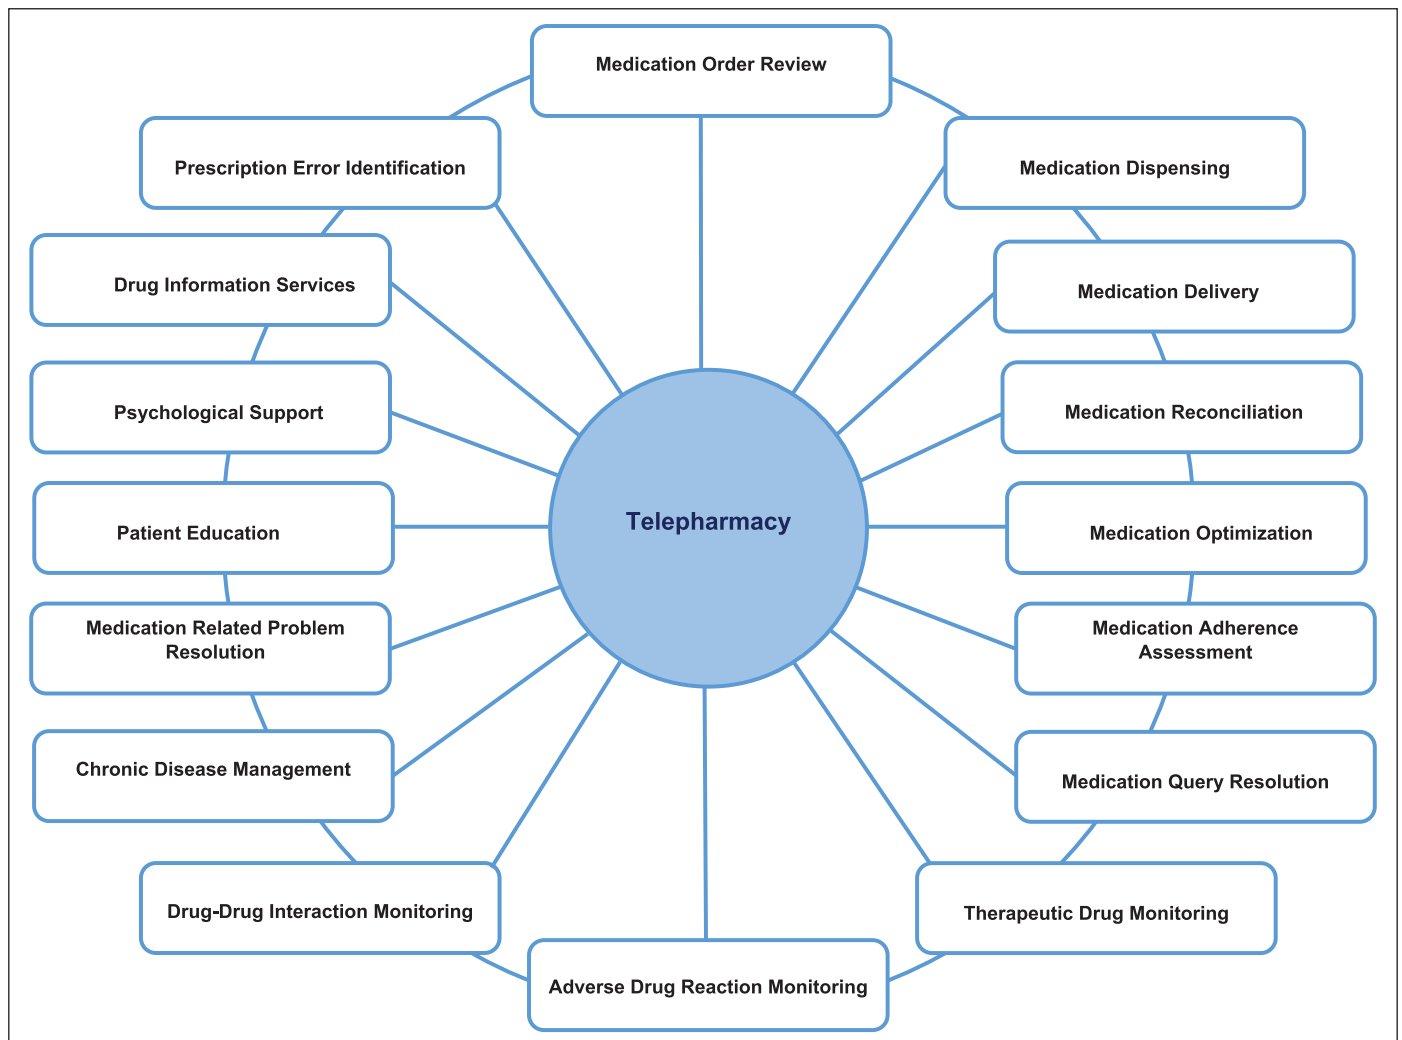 Medication Order Review
Prescription Error Identification
Medication Dispensing
Drug Information Services
Medication Delivery
Psychological Support
Medication Reconciliation
Telepharmacy
Patient Education
Medication Optimization
Medication Related Problem
Resolution
Medication Adherence
Assessment
Chronic Disease Management
Medication Query Resolution
Drug-Drug Interaction Monitoring
Therapeutic Drug Monitoring
Adverse Drug Reaction Monitoring